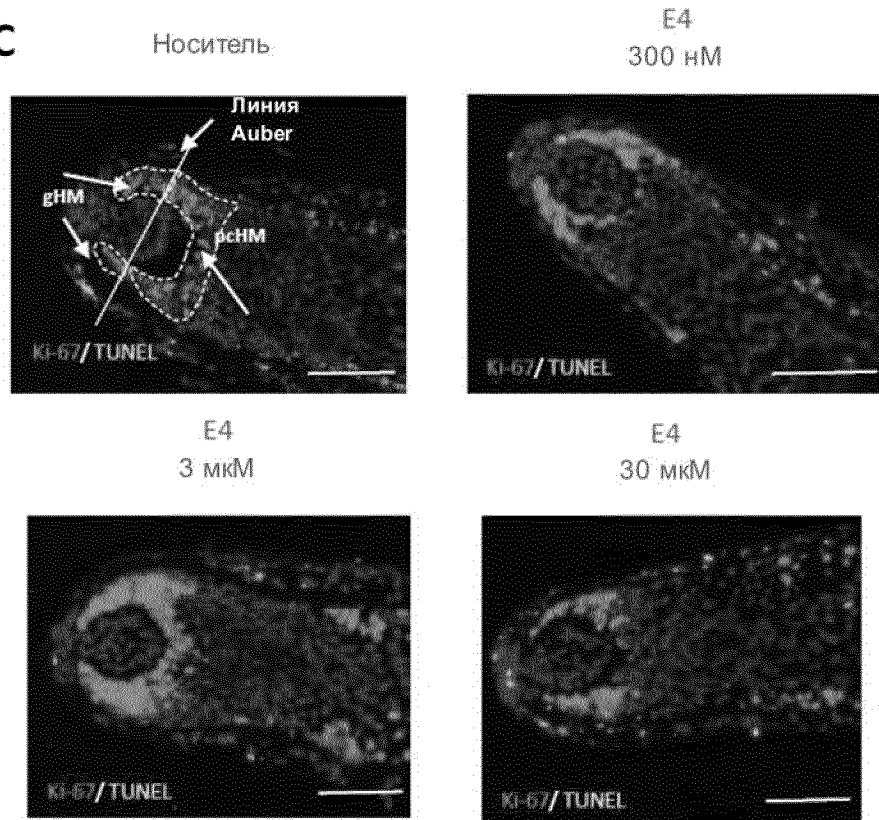 C
Носитель
E4
300 нМ
Линия
Auber
gHM
pcHM
Ki-67/TUNEL
Ki-67/TUNEL
E4
3 мкМ
E4
30 мкМ
Ki-67/TUNEL
Ki-67/TUNEL